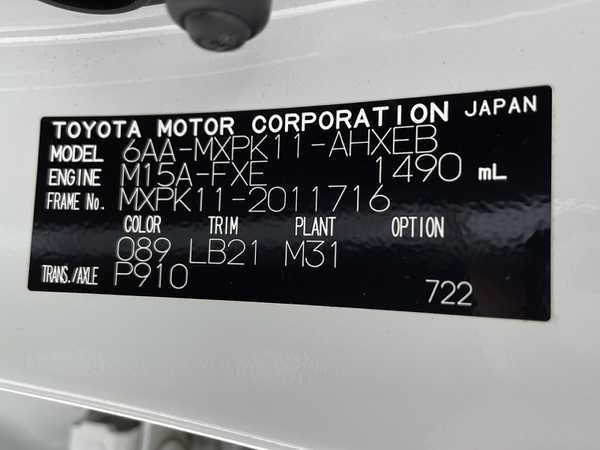 TOYOTA MOTOR CORPORATION JAPAN
MODEL 6AA-MXPK11-AHXEB
ENGINE M15A-FXE 1490 mL
FRAME No. MXPK11-2011716
COLOR TRIM PLANT OPTION
089 LB21 M31
TRANS./AXLE P910
722